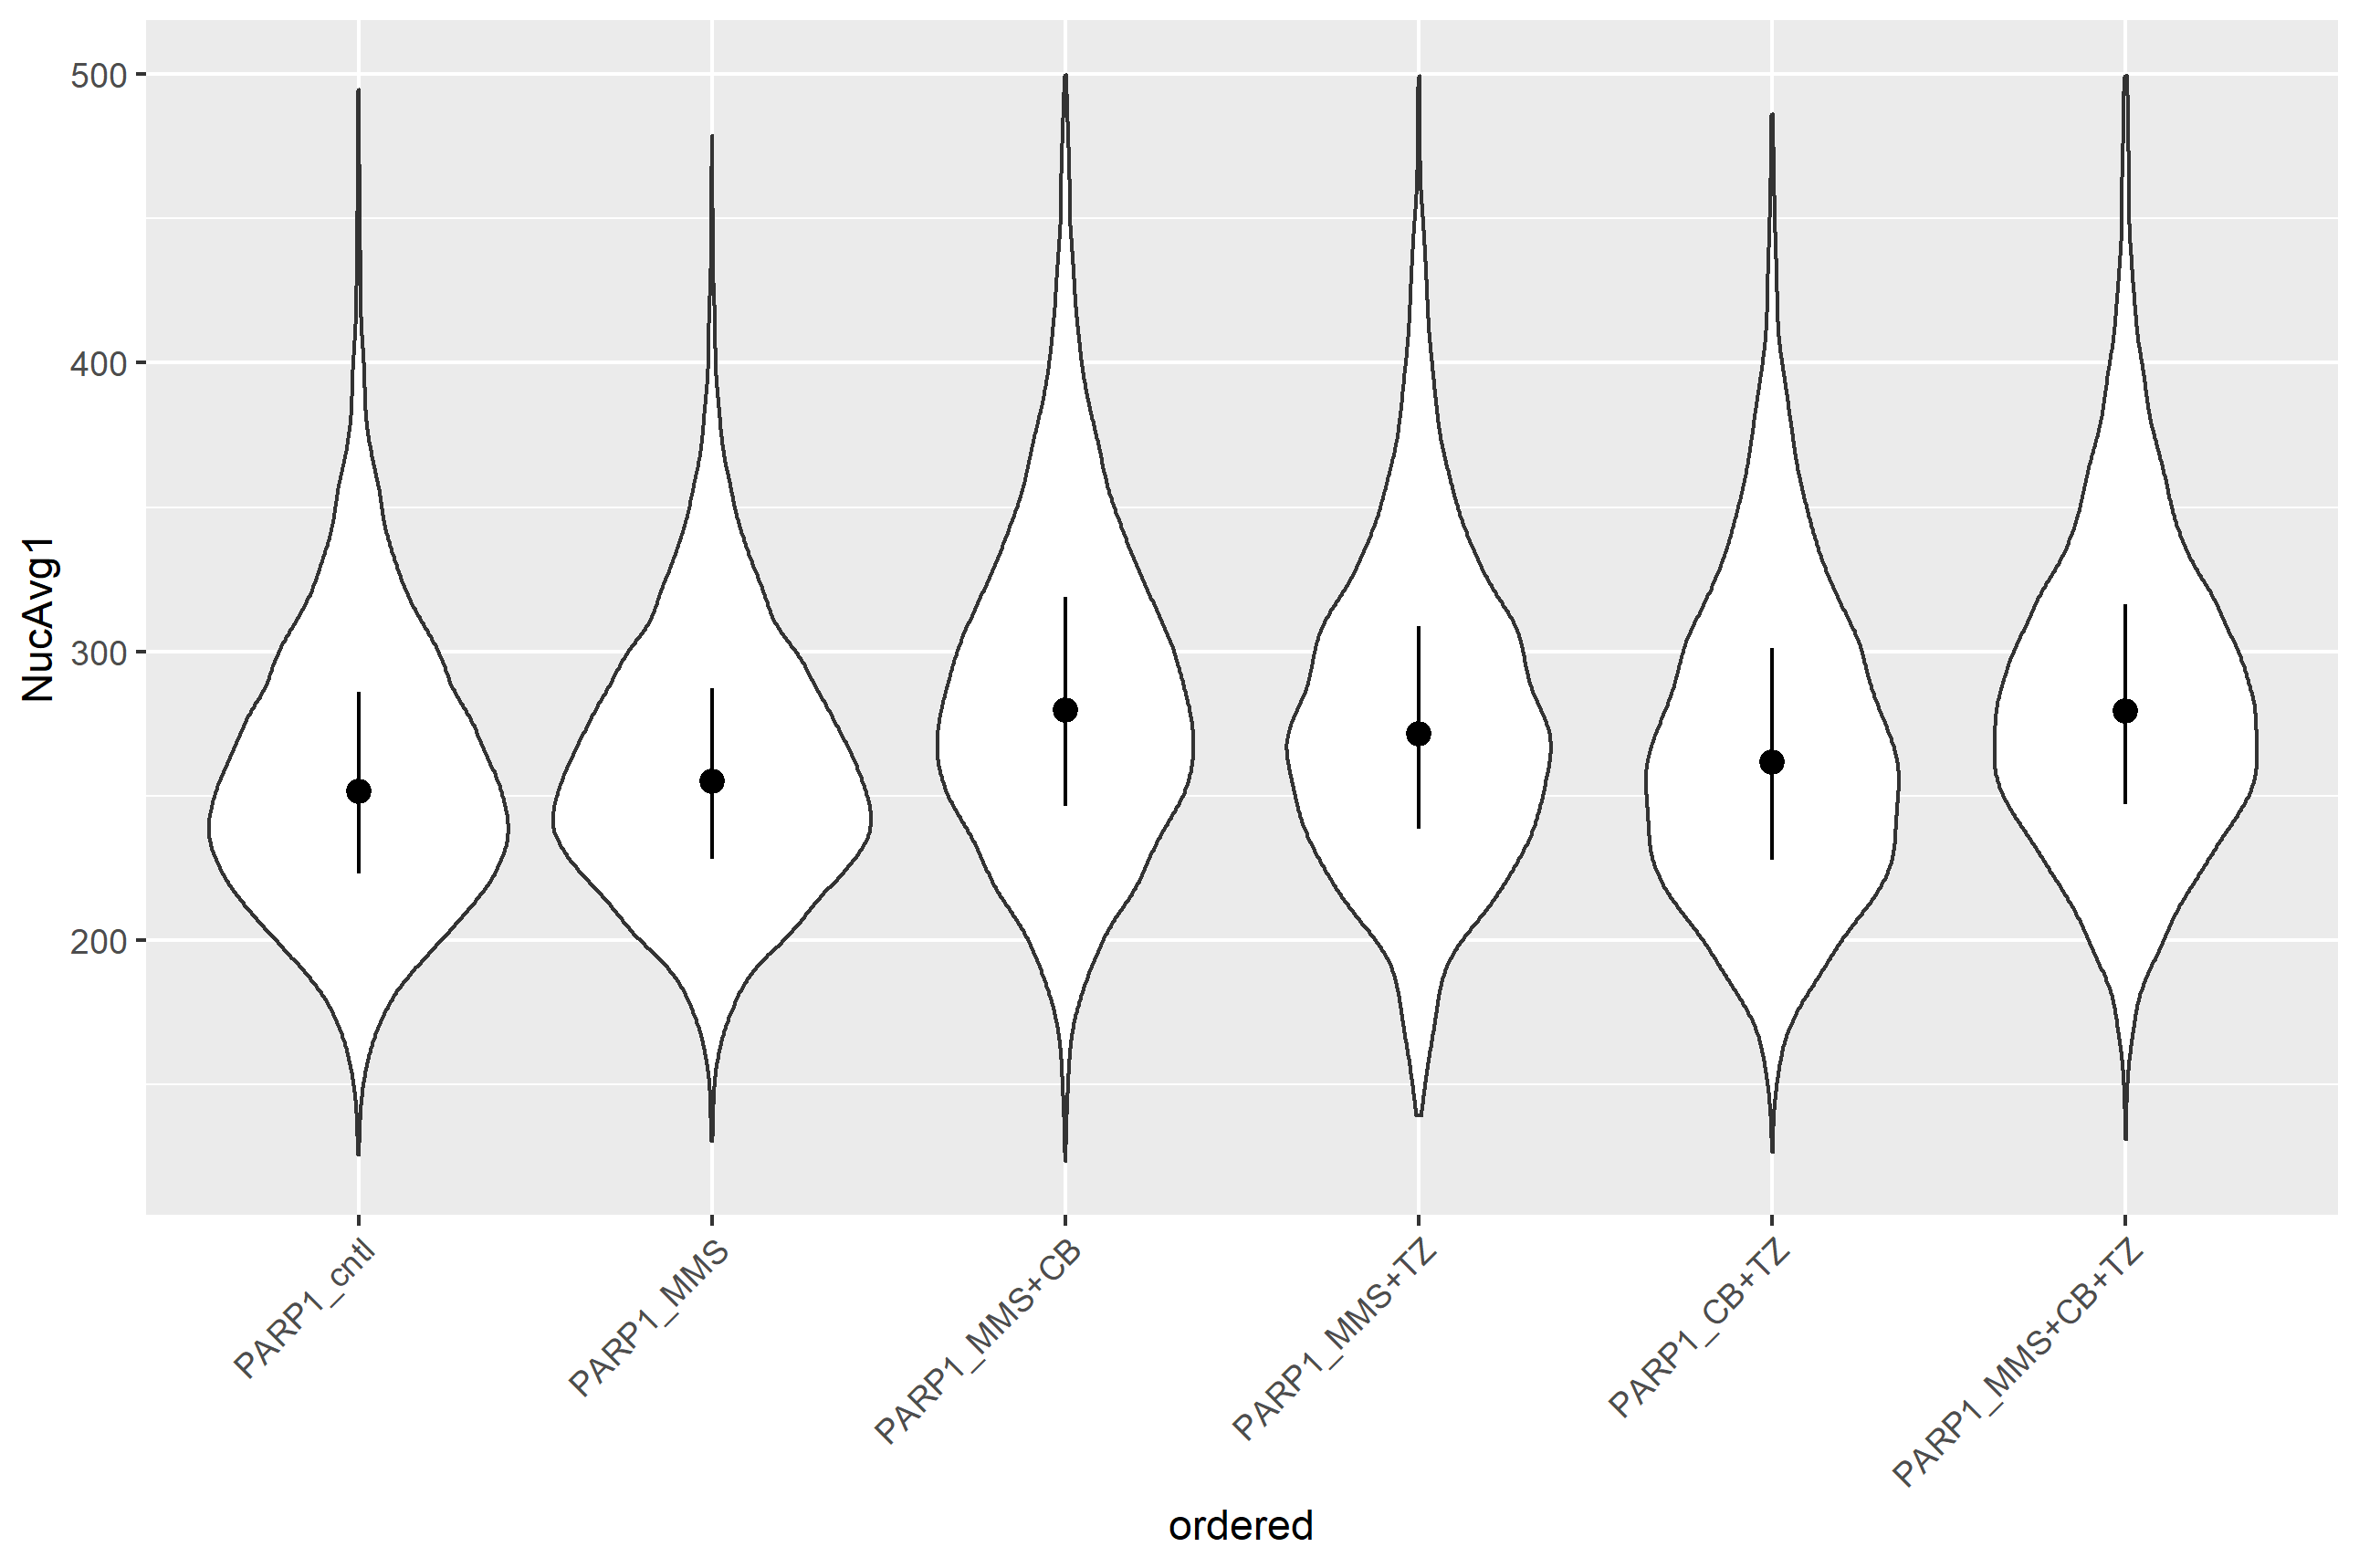 NucAvg1
500
400
300
200
PARP1_cntl
PARP1_MMS
PARP1_MMS+CB
PARP1_MMS+TZ
PARP1_CB+TZ
PARP1_MMS+CB+TZ
ordered